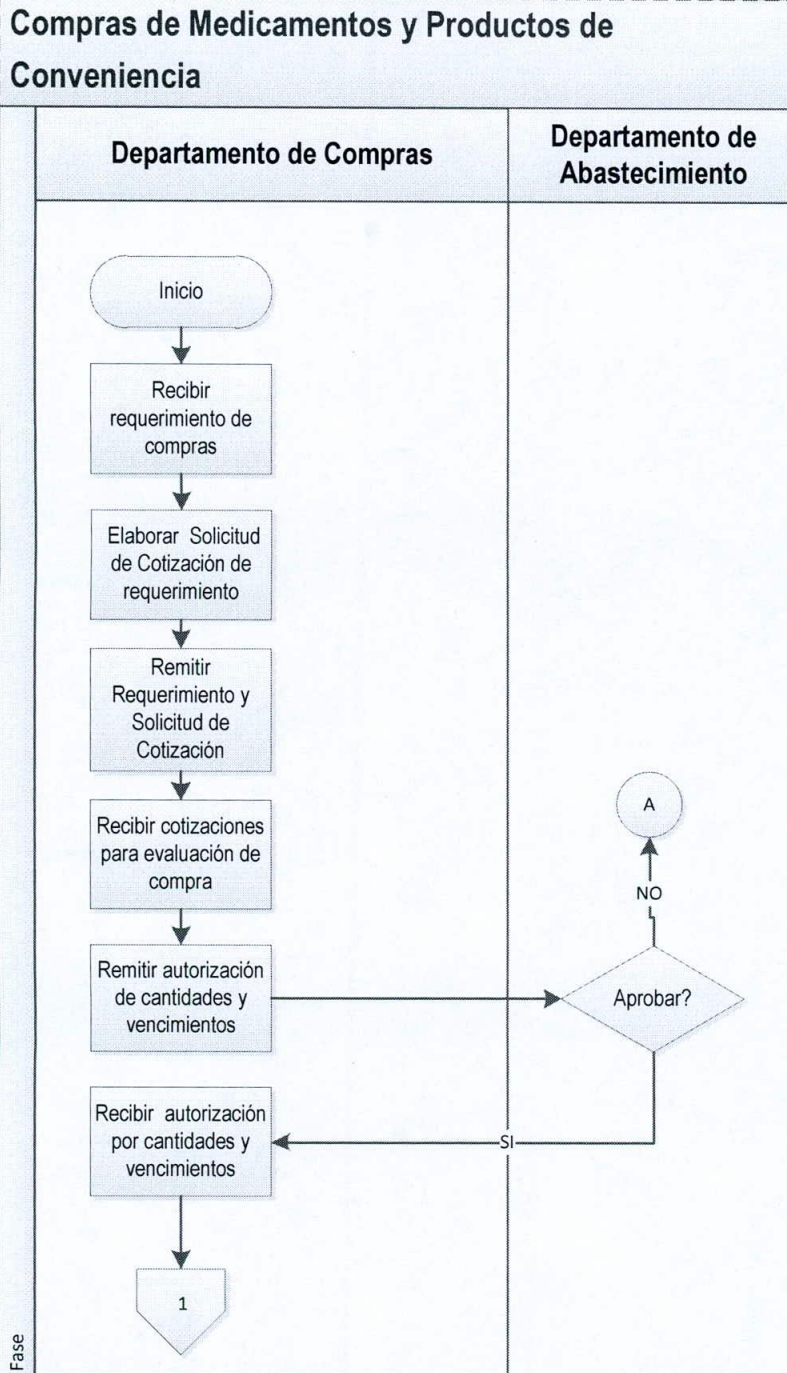 Compras de Medicamentos y Productos de
Conveniencia
Departamento de Compras
Departamento de
Abastecimiento
Inicio
Recibir
requerimiento de
compras
Elaborar Solicitud
de Cotización de
requerimiento
Remitir
Requerimiento y
Solicitud de
Cotización
Recibir cotizaciones
para evaluación de
compra
A
NO
Remitir autorización
de cantidades y
vencimientos
Aprobar?
Recibir autorización
por cantidades y
vencimientos
SI
1
Fase